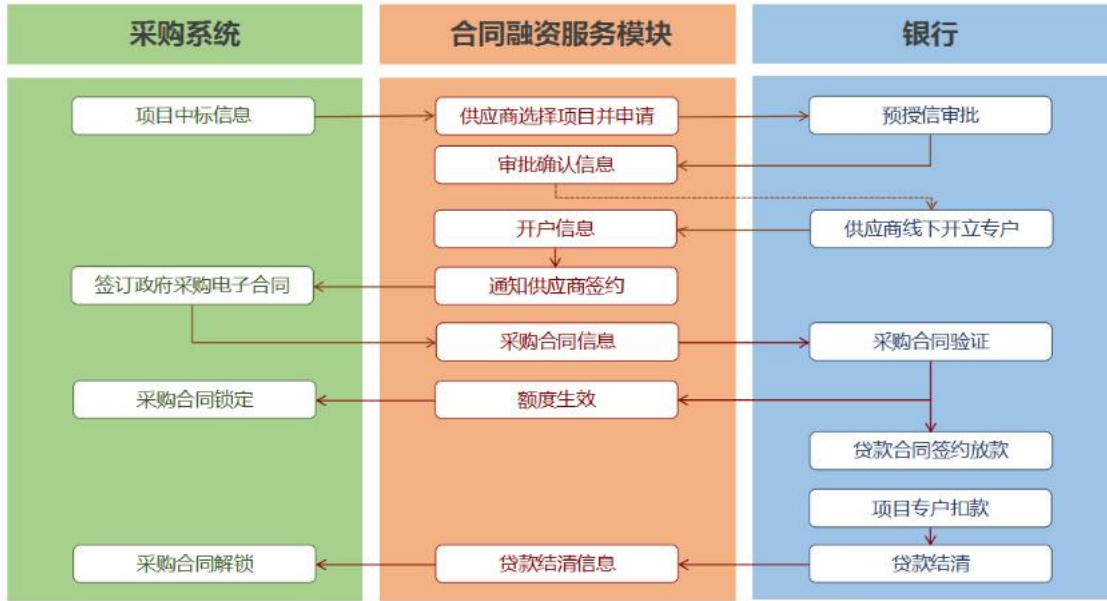 采购系统
合同融资服务模块
银行
项目中标信息
供应商选择项目并申请
预授信审批
审批确认信息
开户信息
供应商线下开立专户
签订政府采购电子合同
通知供应商签约
采购合同信息
采购合同验证
采购合同锁定
额度生效
贷款合同签约放款
项目专户扣款
采购合同解锁
贷款结清信息
贷款结清